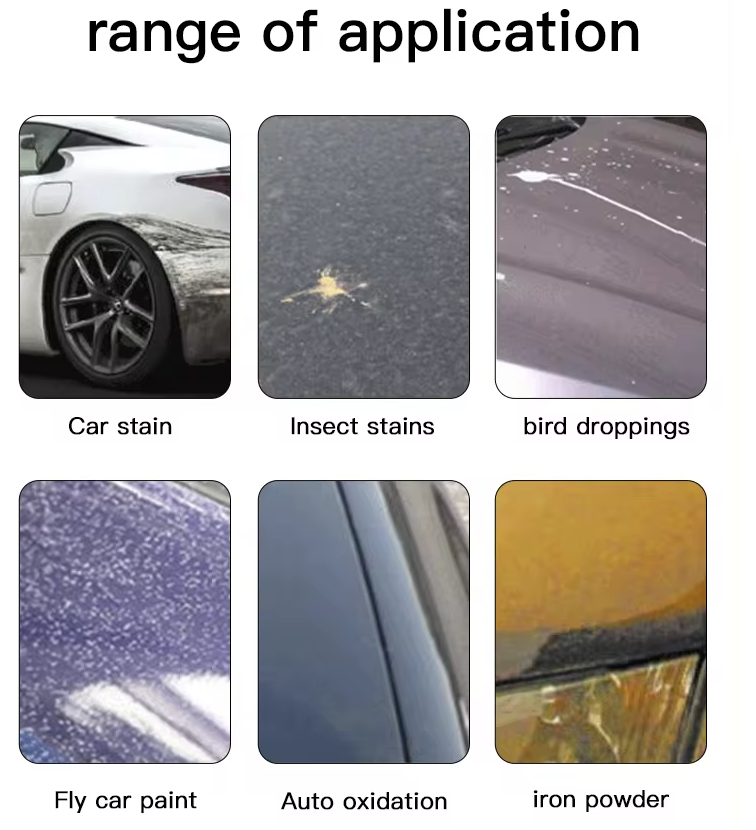 range of application
Car stain
Insect stains
bird droppings
Fly car paint
Auto oxidation
iron powder